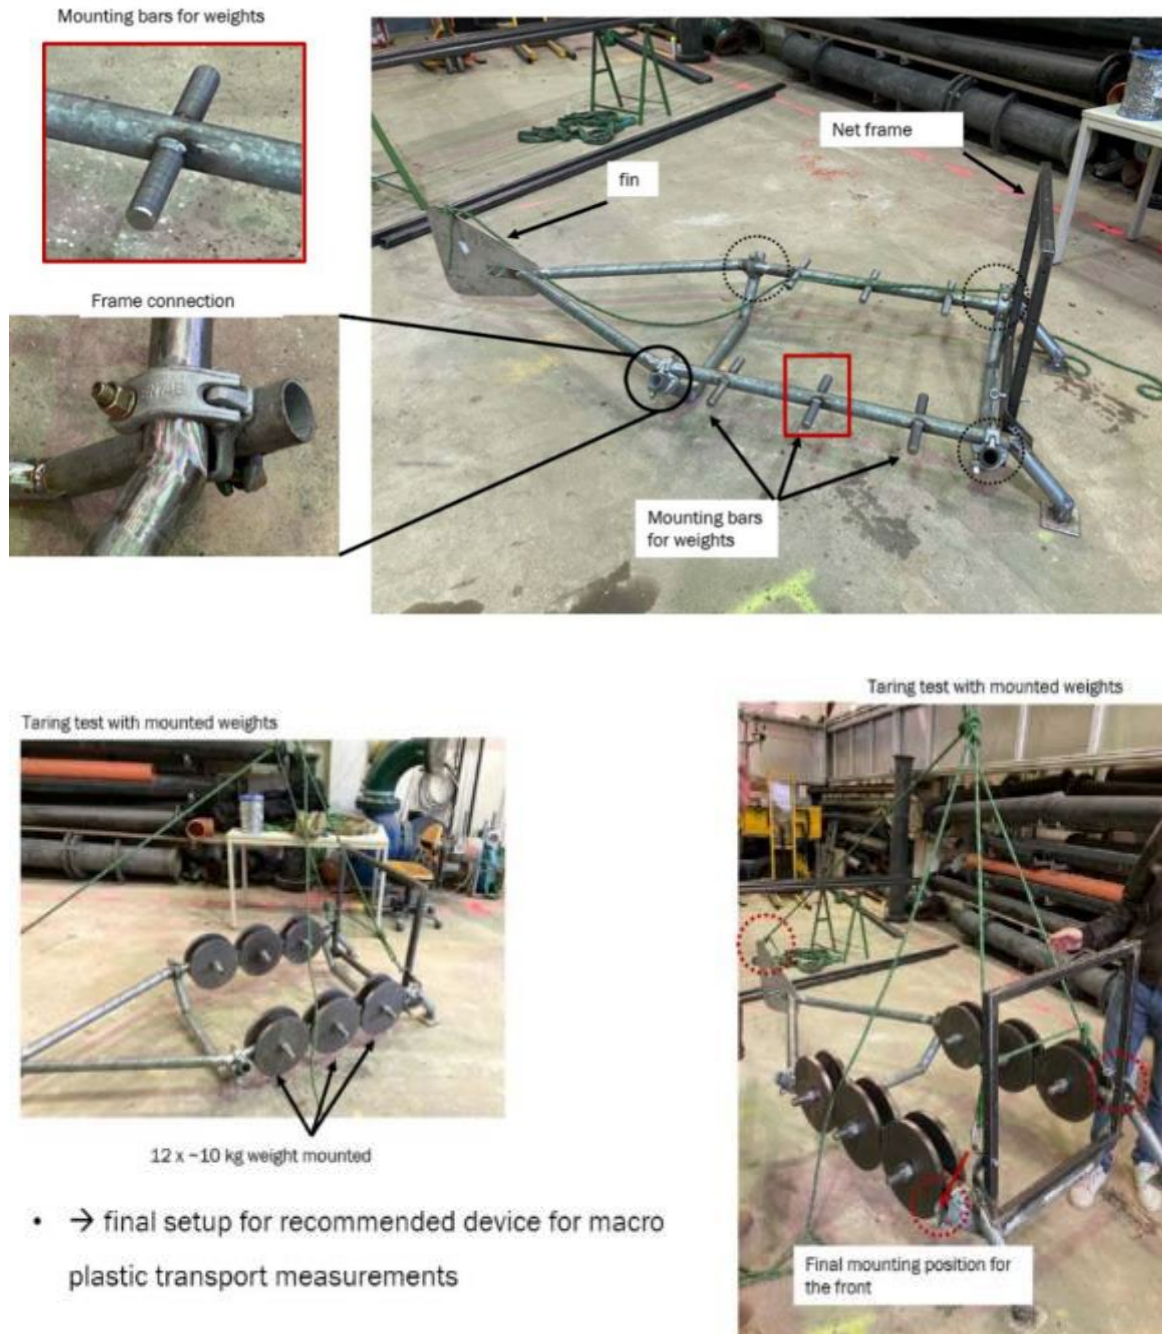 Mounting bars for weights
Net frame
fin
Frame connection
Mounting bars
for weights
Taring test with mounted weights
Taring test with mounted weights
12 x ~10 kg weight mounted
• → final setup for recommended device for macro
plastic transport measurements
Final mounting position for
the front